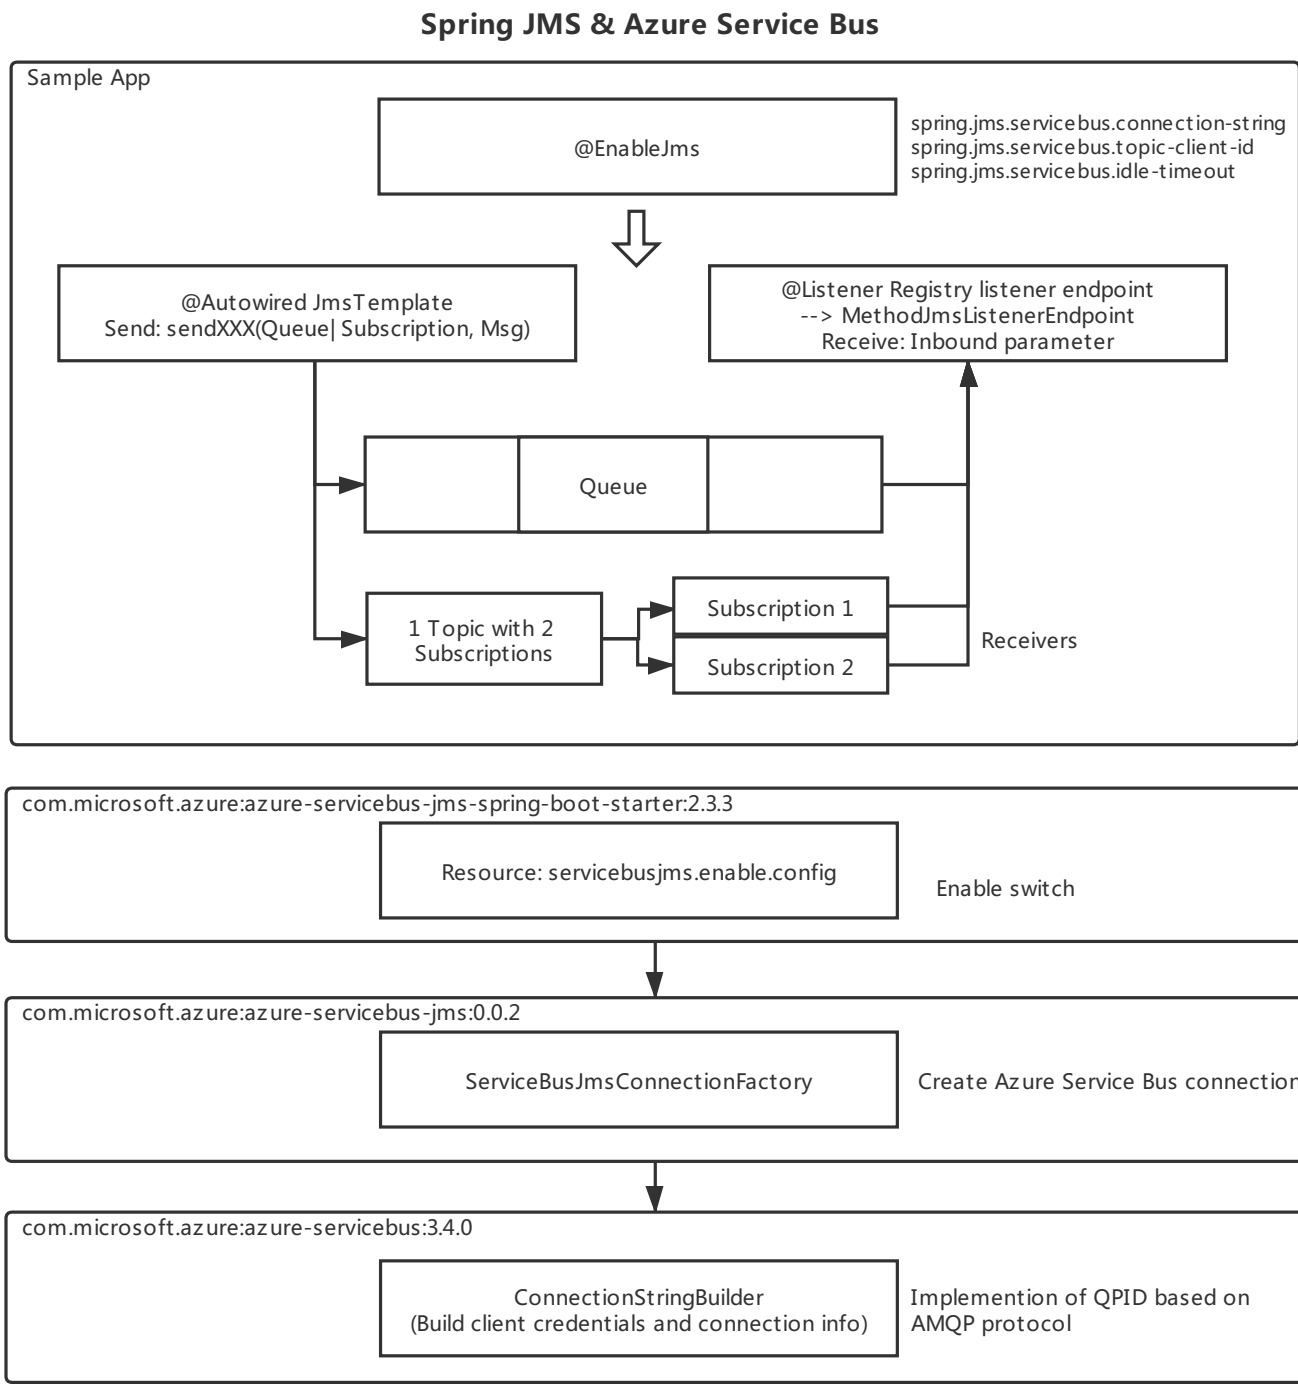 Spring JMS & Azure Service Bus
Sample App
@EnableJms
spring.jms.servicebus.connection-string
spring.jms.servicebus.topic-client-id
spring.jms.servicebus.idle-timeout
@Autowired JmsTemplate
Send: sendXXX(Queue| Subscription, Msg)
@Listener Registry listener endpoint
--> MethodJmsListenerEndpoint
Receive: Inbound parameter
Queue
1 Topic with 2
Subscriptions
Subscription 1
Subscription 2
Receivers
com.microsoft.azure:azure-servicebus-jms-spring-boot-starter:2.3.3
Resource: servicebusjms.enable.config
Enable switch
com.microsoft.azure:azure-servicebus-jms:0.0.2
ServiceBusJmsConnectionFactory
Create Azure Service Bus connection
com.microsoft.azure:azure-servicebus:3.4.0
ConnectionStringBuilder
(Build client credentials and connection info)
Implemention of QPID based on
AMQP protocol